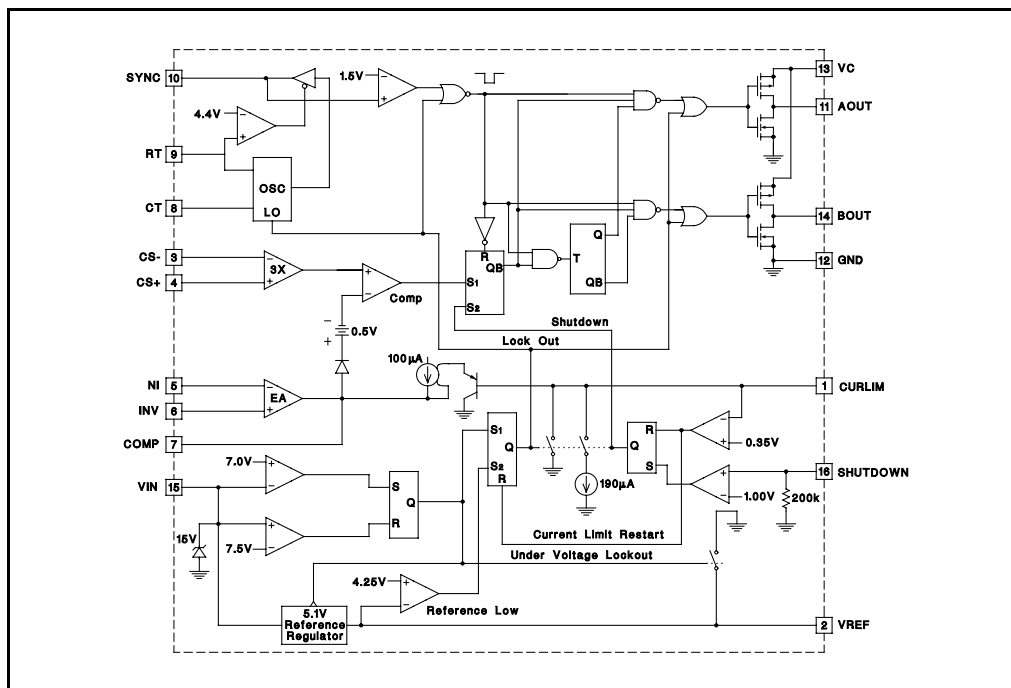 SYNC 10
1.5V
13 VC
4.4V
11 AOUT
RT 9
OSC
CT 8
LO
14 BOUT
Q
R
QB
T
CS- 3
3X
12 GND
CS+ 4
S1
QB
Comp
S2
0.5V
Shutdown
Lock Out
100µA
NI 5
EA
1 CURLIM
INV 6
S1
R
COMP 7
Q
Q
0.35V
7.0V
S2
S
16 SHUTDOWN
VIN 15
S
R
190µA
1.00V
200k
Q
15V
R
7.5V
Current Limit Restart
Under Voltage Lockout
4.25V
5.1V
Reference
Regulator
Reference Low
2 VREF